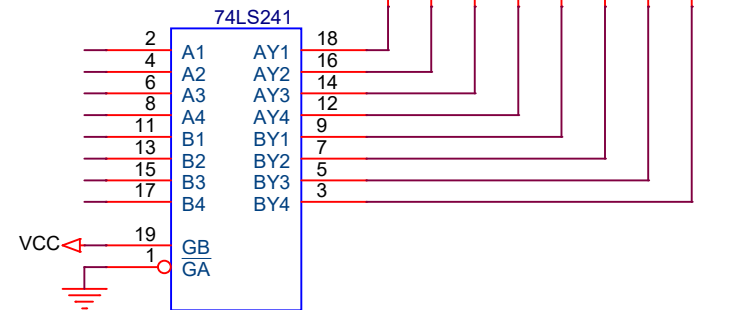 74LS241
2 A1 AY1 18
4 A2 AY2 16
6 A3 AY3 14
8 A4 AY4 12
11 B1 BY1 9
13 B2 BY2 7
15 B3 BY3 5
17 B4 BY4 3
VCC 19 GB
1 GA